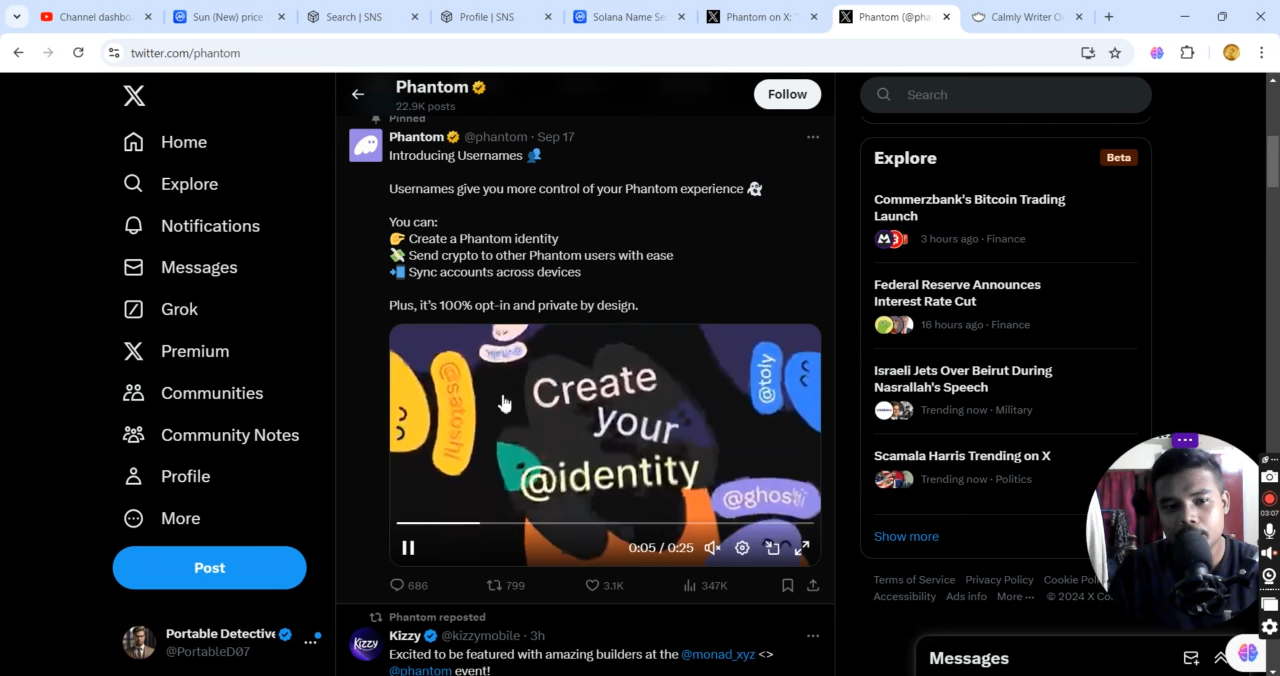 Channel dashbo
Sun (New) price
Search | SNS
Profile | SNS
Solana Name Se
Phantom on X: "
Phantom (@pha
Calmly Writer O
twitter.com/phantom
Home
Explore
Notifications
Messages
Grok
Premium
Communities
Community Notes
Profile
More
Post
Portable Detective
@PortableD07
Phantom
22.9K posts
Follow
Pinned
Phantom @phantom · Sep 17
Introducing Usernames
Usernames give you more control of your Phantom experience
You can:
Create a Phantom identity
Send crypto to other Phantom users with ease
Sync accounts across devices
Plus, it's 100% opt-in and private by design.
@satoshi
Create
your
@identity
@toly
@ghosti
0:05 / 0:25
686 799 3.1K 347K
Phantom reposted
Kizzy @kizzymobile · 3h
Kizzy
Excited to be featured with amazing builders at the @monad_xyz <>
@phantom event!
Search
Explore
Beta
Commerzbank's Bitcoin Trading
Launch
3 hours ago · Finance
Federal Reserve Announces
Interest Rate Cut
16 hours ago · Finance
Israeli Jets Over Beirut During
Nasrallah's Speech
Trending now · Military
Scamala Harris Trending on X
Trending now · Politics
Show more
Terms of Service Privacy Policy Cookie Pol
Accessibility Ads info More ··· © 2024 X Co.
Messages
03:07